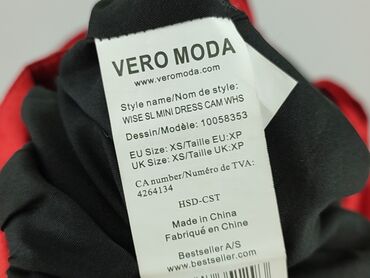 VERO MODA
www.veromoda.com
Style name/Nom de style:
WISE SL MINI DRESS CAM WHS
Dessin/Modèle: 10058353
EU Size: XS/Taille EU:XP
UK Size: XS/Taille UK:XP
CA number/Numéro de TVA:
4264134
HSD-CST
Made in China
Fabriqué en Chine
Bestseller A/S
www.bestseller.com